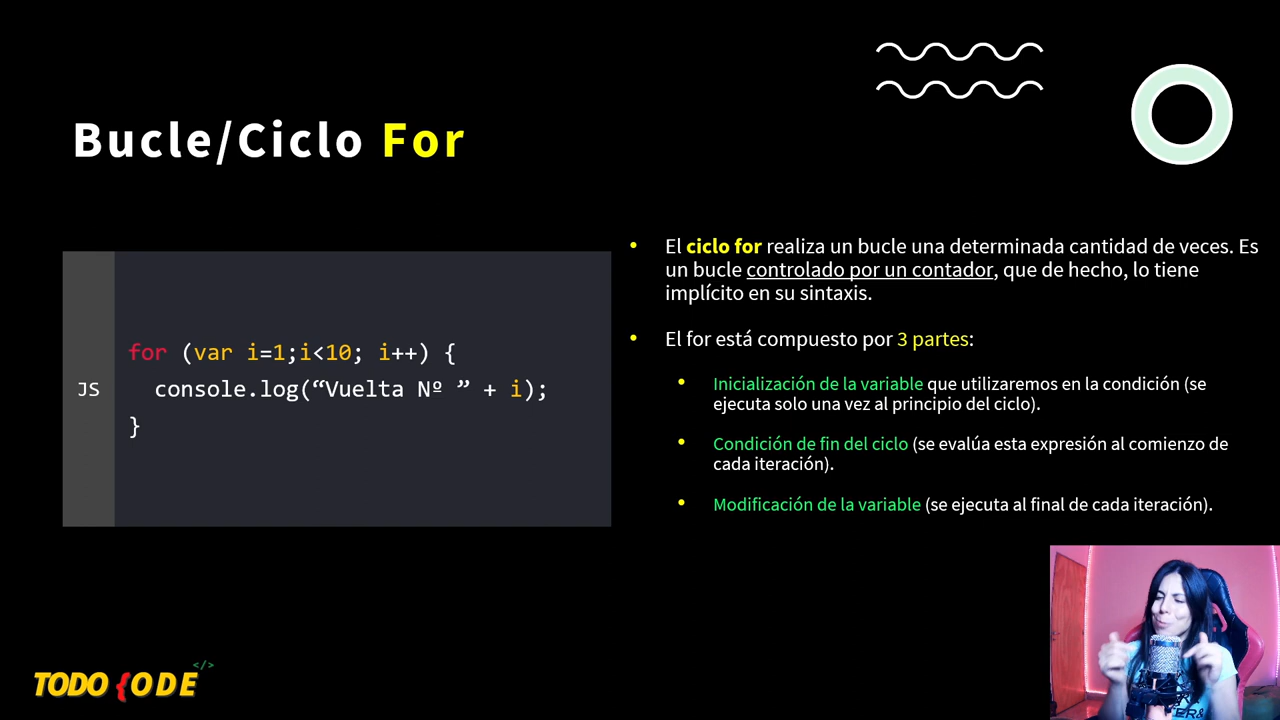 Bucle/Ciclo For
JS
for (var i=1;i<10; i++) {
console.log(“Vuelta Nº ” + i);
}
• El ciclo for realiza un bucle una determinada cantidad de veces. Es
un bucle controlado por un contador, que de hecho, lo tiene
implícito en su sintaxis.
• El for está compuesto por 3 partes:
• Inicialización de la variable que utilizaremos en la condición (se
ejecuta solo una vez al principio del ciclo).
• Condición de fin del ciclo (se evalúa esta expresión al comienzo de
cada iteración).
• Modificación de la variable (se ejecuta al final de cada iteración).
TODO {ODE </>